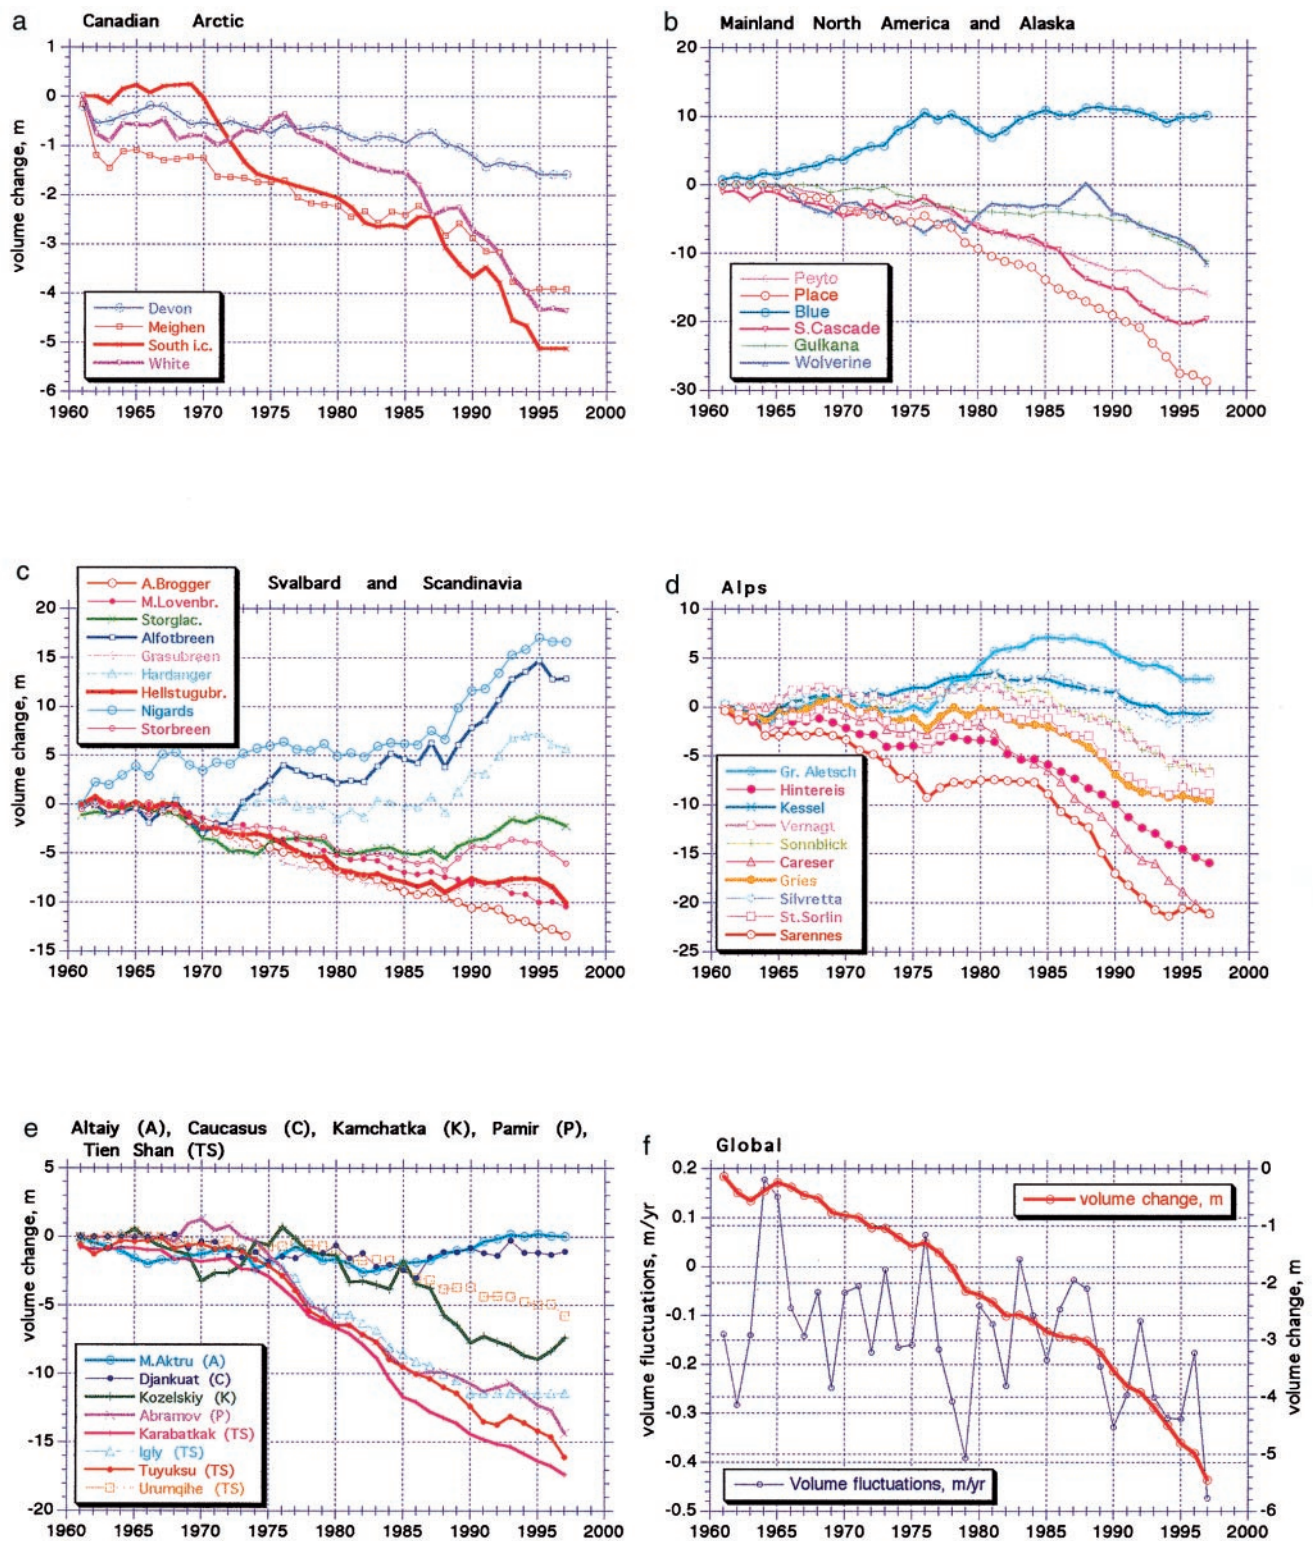 a Canadian Arctic
volume change, m
1
0
-1
-2
-3
-4
-5
-6
Devon
Meighen
South i.c.
White
1960 1965 1970 1975 1980 1985 1990 1995 2000
b Mainland North America and Alaska
20
10
0
-10
-20
-30
Peyto
Place
Blue
S.Cascade
Gulkana
Wolverine
1960 1965 1970 1975 1980 1985 1990 1995 2000
c Svalbard and Scandinavia
A.Brogger
M.Lovenbr.
Storglac.
Alfotbreen
Grasubreen
Hardanger
Hellstugubr.
Nigards
Storbreen
volume change, m
20
15
10
5
0
-5
-10
-15
1960 1965 1970 1975 1980 1985 1990 1995 2000
d Alps
10
5
0
-5
-10
-15
-20
-25
Gr. Aletsch
Hintereis
Kessel
Vernagt
Sonnblick
Careser
Gries
Silvretta
St.Sorlin
Sarennes
1960 1965 1970 1975 1980 1985 1990 1995 2000
e Altaiy (A), Caucasus (C), Kamchatka (K), Pamir (P),
Tien Shan (TS)
volume change, m
5
0
-5
-10
-15
-20
M.Aktru (A)
Djankuat (C)
Kozelskiy (K)
Abramov (P)
Karabatkak (TS)
Igly (TS)
Tuyuksu (TS)
Urumqihe (TS)
1960 1965 1970 1975 1980 1985 1990 1995 2000
f Global
volume fluctuations, m/yr
0.2
0.1
0
-0.1
-0.2
-0.3
-0.4
-0.5
volume change, m
Volume fluctuations, m/yr
0
-1
-2
-3
-4
-5
-6
volume change, m
1960 1965 1970 1975 1980 1985 1990 1995 2000